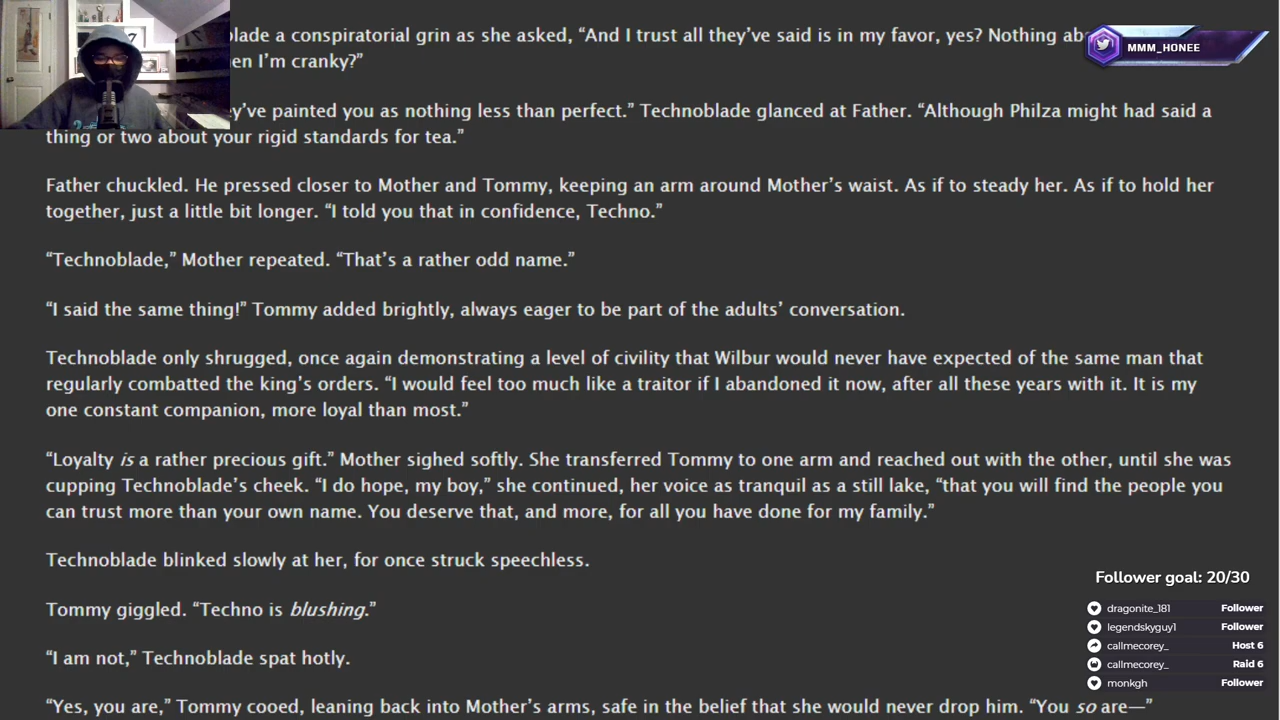 blade a conspiratorial grin as she asked, “And I trust all they’ve said is in my favor, yes? Nothing
MMM_HONEE
I’m cranky?”
painted you as nothing less than perfect.” Technoblade glanced at Father. “Although Philza might had said a
thing or two about your rigid standards for tea.”
Father chuckled. He pressed closer to Mother and Tommy, keeping an arm around Mother’s waist. As if to steady her. As if to hold her
together, just a little bit longer. “I told you that in confidence, Techno.”
“Technoblade,” Mother repeated. “That’s a rather odd name.”
“I said the same thing!” Tommy added brightly, always eager to be part of the adults’ conversation.
Technoblade only shrugged, once again demonstrating a level of civility that Wilbur would never have expected of the same man that
regularly combatted the king’s orders. “I would feel too much like a traitor if I abandoned it now, after all these years with it. It is my
one constant companion, more loyal than most.”
“Loyalty is a rather precious gift.” Mother sighed softly. She transferred Tommy to one arm and reached out with the other, until she was
cupping Technoblade’s cheek. “I do hope, my boy,” she continued, her voice as tranquil as a still lake, “that you will find the people you
can trust more than your own name. You deserve that, and more, for all you have done for my family.”
Technoblade blinked slowly at her, for once struck speechless.
Tommy giggled. “Techno is blushing.”
“I am not,” Technoblade spat hotly.
“Yes, you are,” Tommy cooed, leaning back into Mother’s arms, safe in the belief that she would never drop him. “You so are—”
Follower goal: 20/30
dragonite_181 Follower
legendskyguy1 Follower
callmecorey_ Host 6
callmecorey_ Raid 6
monkgh Follower